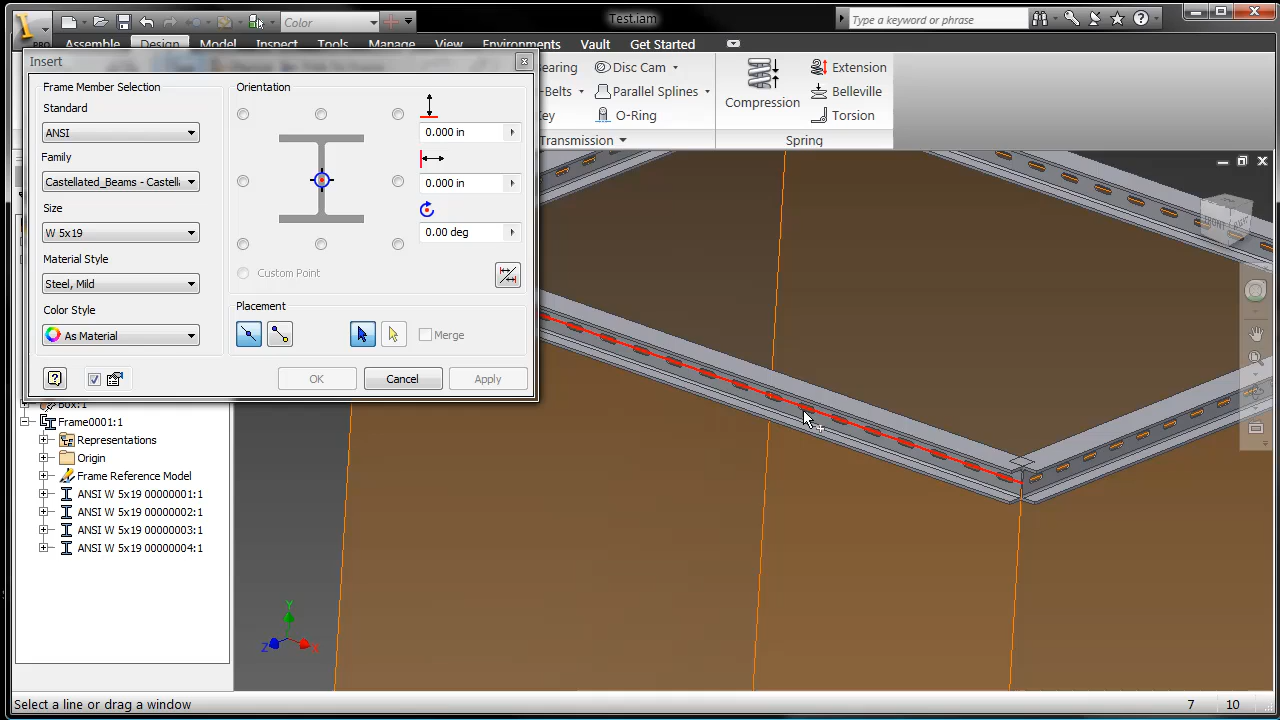 Color
Test.iam
Type a keyword or phrase
PRO
Assemble Design Model Inspect Tools Manage View Environments Vault Get Started
Insert
Frame Member Selection
Standard
ANSI
Family
Castellated_Beams - Castella
Size
W 5x19
Material Style
Steel, Mild
Color Style
As Material
Orientation
0.000 in
0.000 in
0.00 deg
Custom Point
Placement
Merge
OK
Cancel
Apply
earing
Disc Cam
-Belts
Parallel Splines
ey
O-Ring
Transmission
Compression
Extension
Belleville
Torsion
Spring
FRONT
RIGHT
Box:1
Frame0001:1
Representations
Origin
Frame Reference Model
ANSI W 5x19 00000001:1
ANSI W 5x19 00000002:1
ANSI W 5x19 00000003:1
ANSI W 5x19 00000004:1
Y
Z
X
Select a line or drag a window
7
10